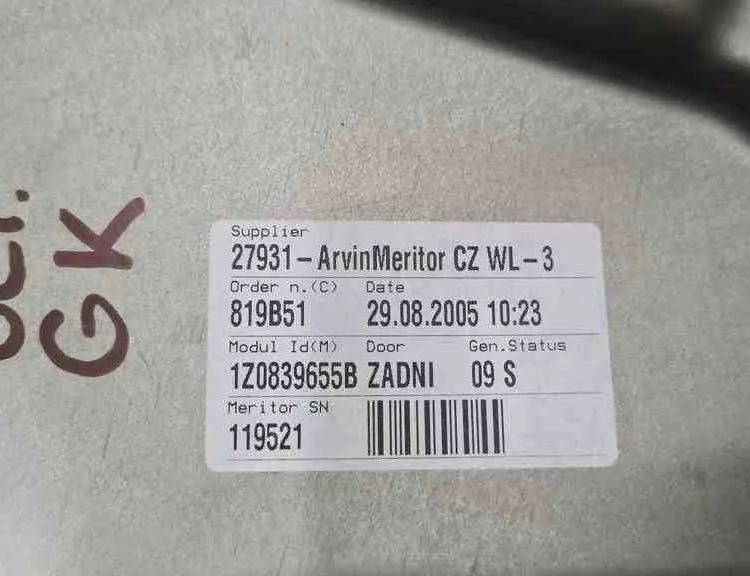 GK
Supplier
27931-ArvinMeritor CZ WL-3
Order n.(C) Date
819B51 29.08.2005 10:23
Modul Id(M) Door Gen.Status
1Z0839655B ZADNI 09 S
Meritor SN
119521